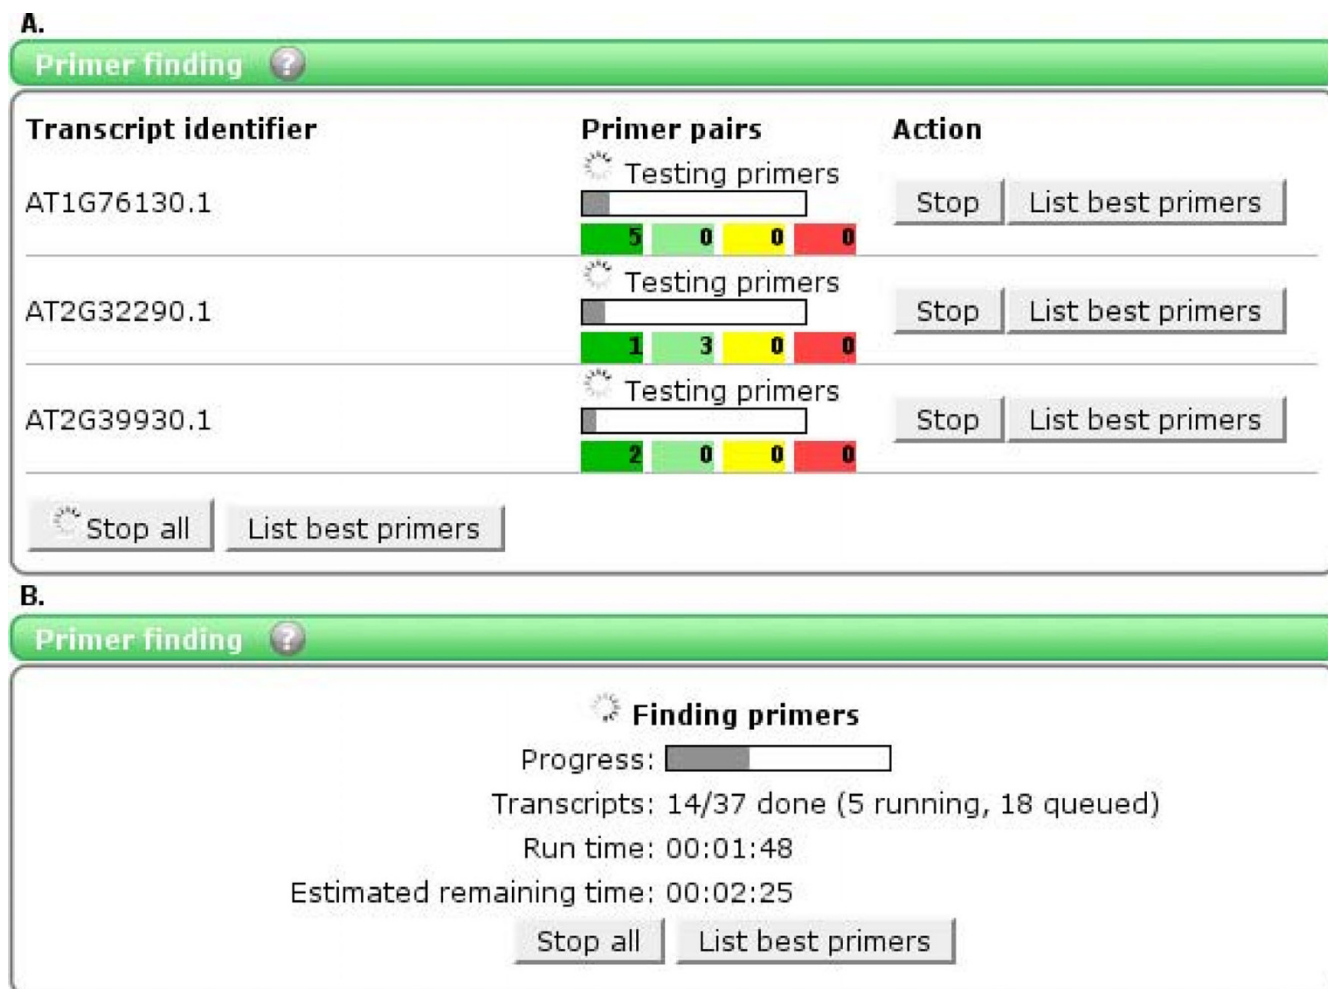 A.
Primer finding ?
Transcript identifier Primer pairs Action
Testing primers
AT1G76130.1 Stop List best primers
5 0 0 0
Testing primers
AT2G32290.1 Stop List best primers
1 3 0 0
Testing primers
AT2G39930.1 Stop List best primers
2 0 0 0
Stop all List best primers
B.
Primer finding ?
Finding primers
Progress:
Transcripts: 14/37 done (5 running, 18 queued)
Run time: 00:01:48
Estimated remaining time: 00:02:25
Stop all List best primers